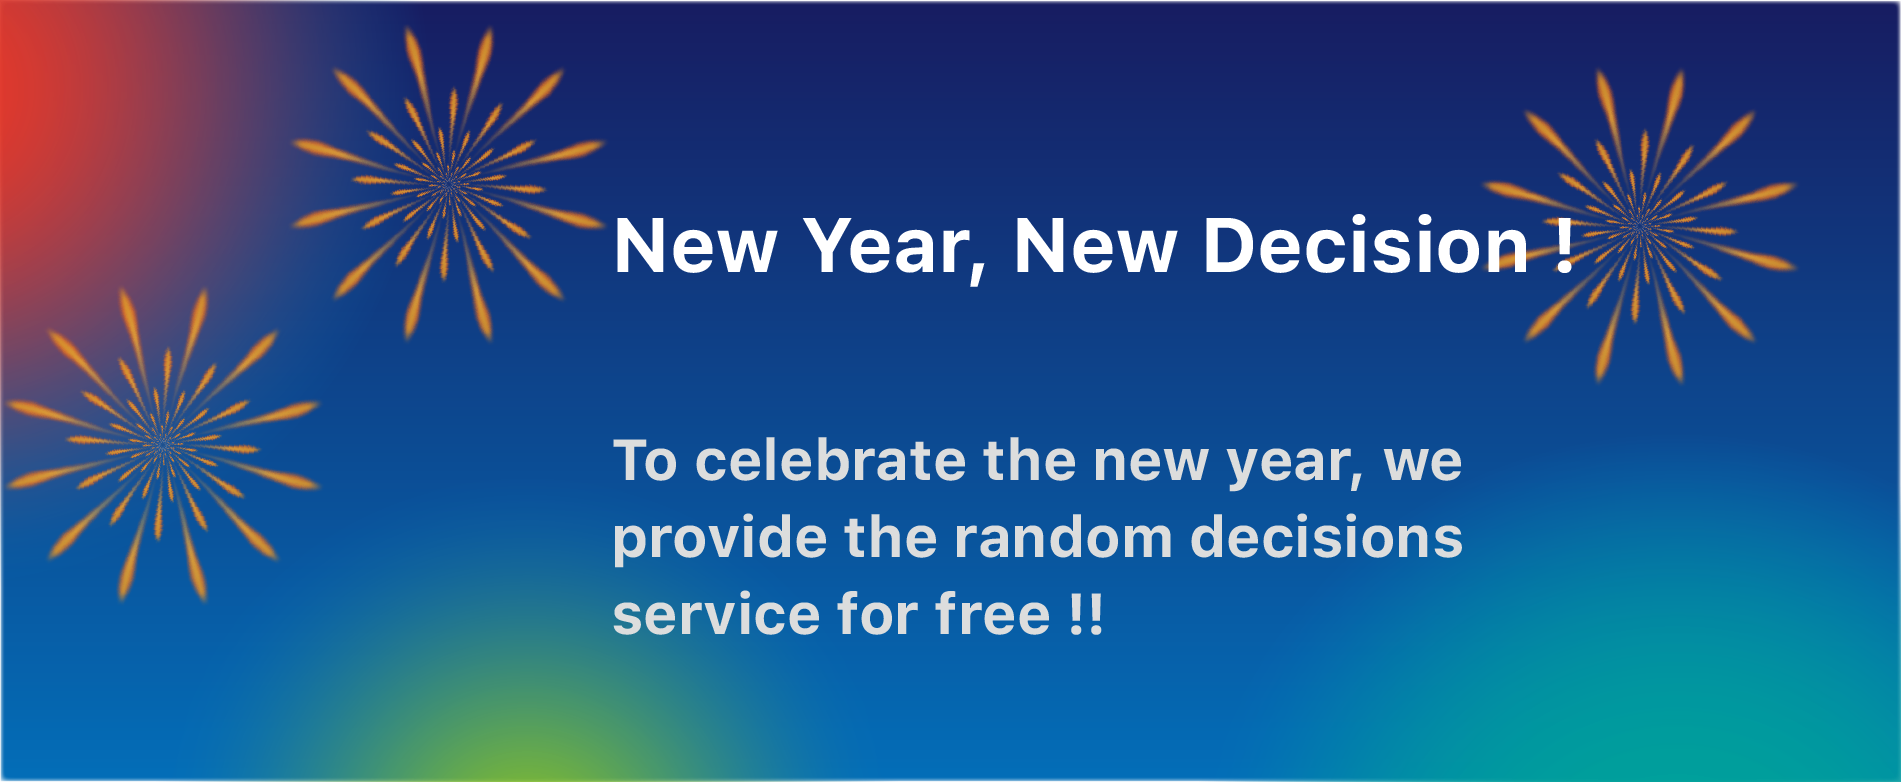 New Year, New Decision !
To celebrate the new year, we
provide the random decisions
service for free !!